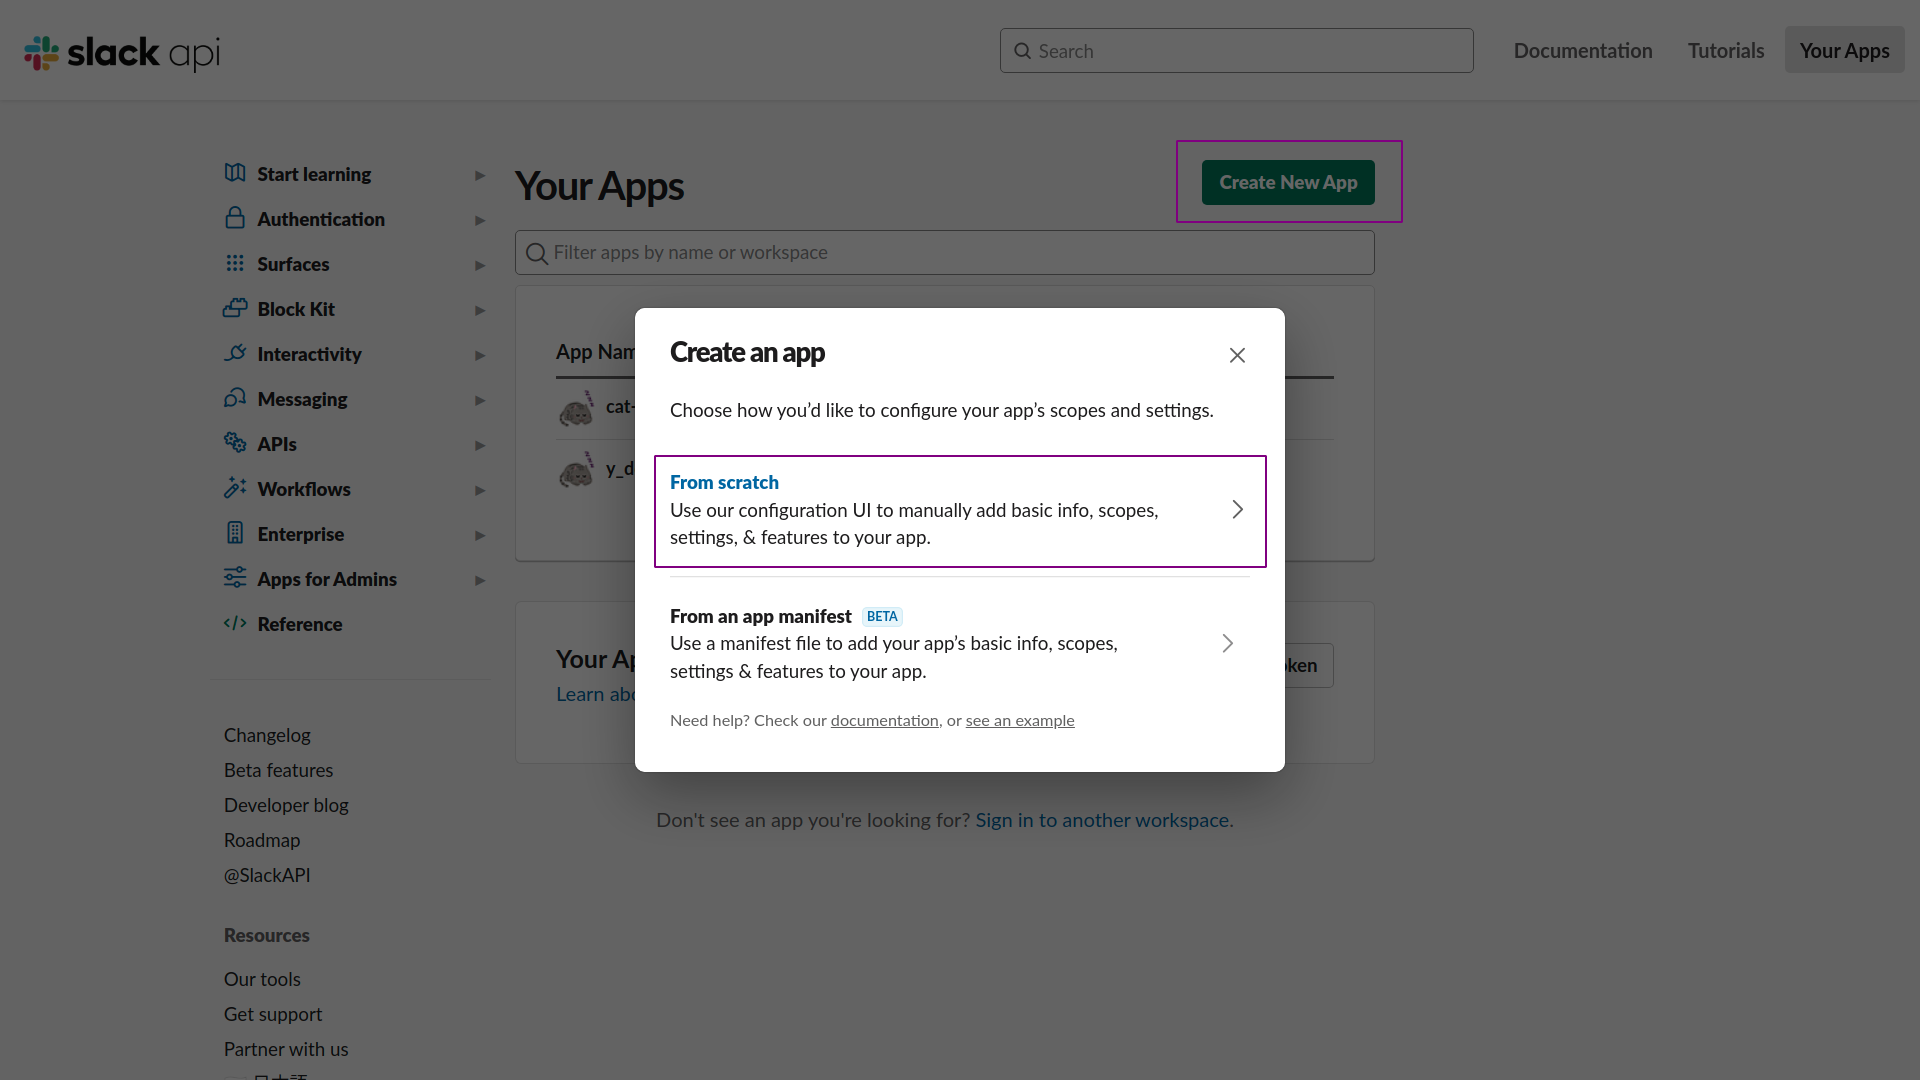 slack api
Search
Documentation
Tutorials
Your Apps
Start learning
Authentication
Surfaces
Block Kit
Interactivity
Messaging
APIs
Workflows
Enterprise
Apps for Admins
Reference
Changelog
Beta features
Developer blog
Roadmap
@SlackAPI
Resources
Our tools
Get support
Partner with us
日本語
Your Apps
Create New App
Filter apps by name or workspace
App Nam
cat-
y_d
Your Ap
Learn abo
ken
Create an app
Choose how you’d like to configure your app’s scopes and settings.
From scratch
Use our configuration UI to manually add basic info, scopes,
settings, & features to your app.
From an app manifest BETA
Use a manifest file to add your app’s basic info, scopes,
settings & features to your app.
Need help? Check our documentation, or see an example
Don't see an app you're looking for? Sign in to another workspace.